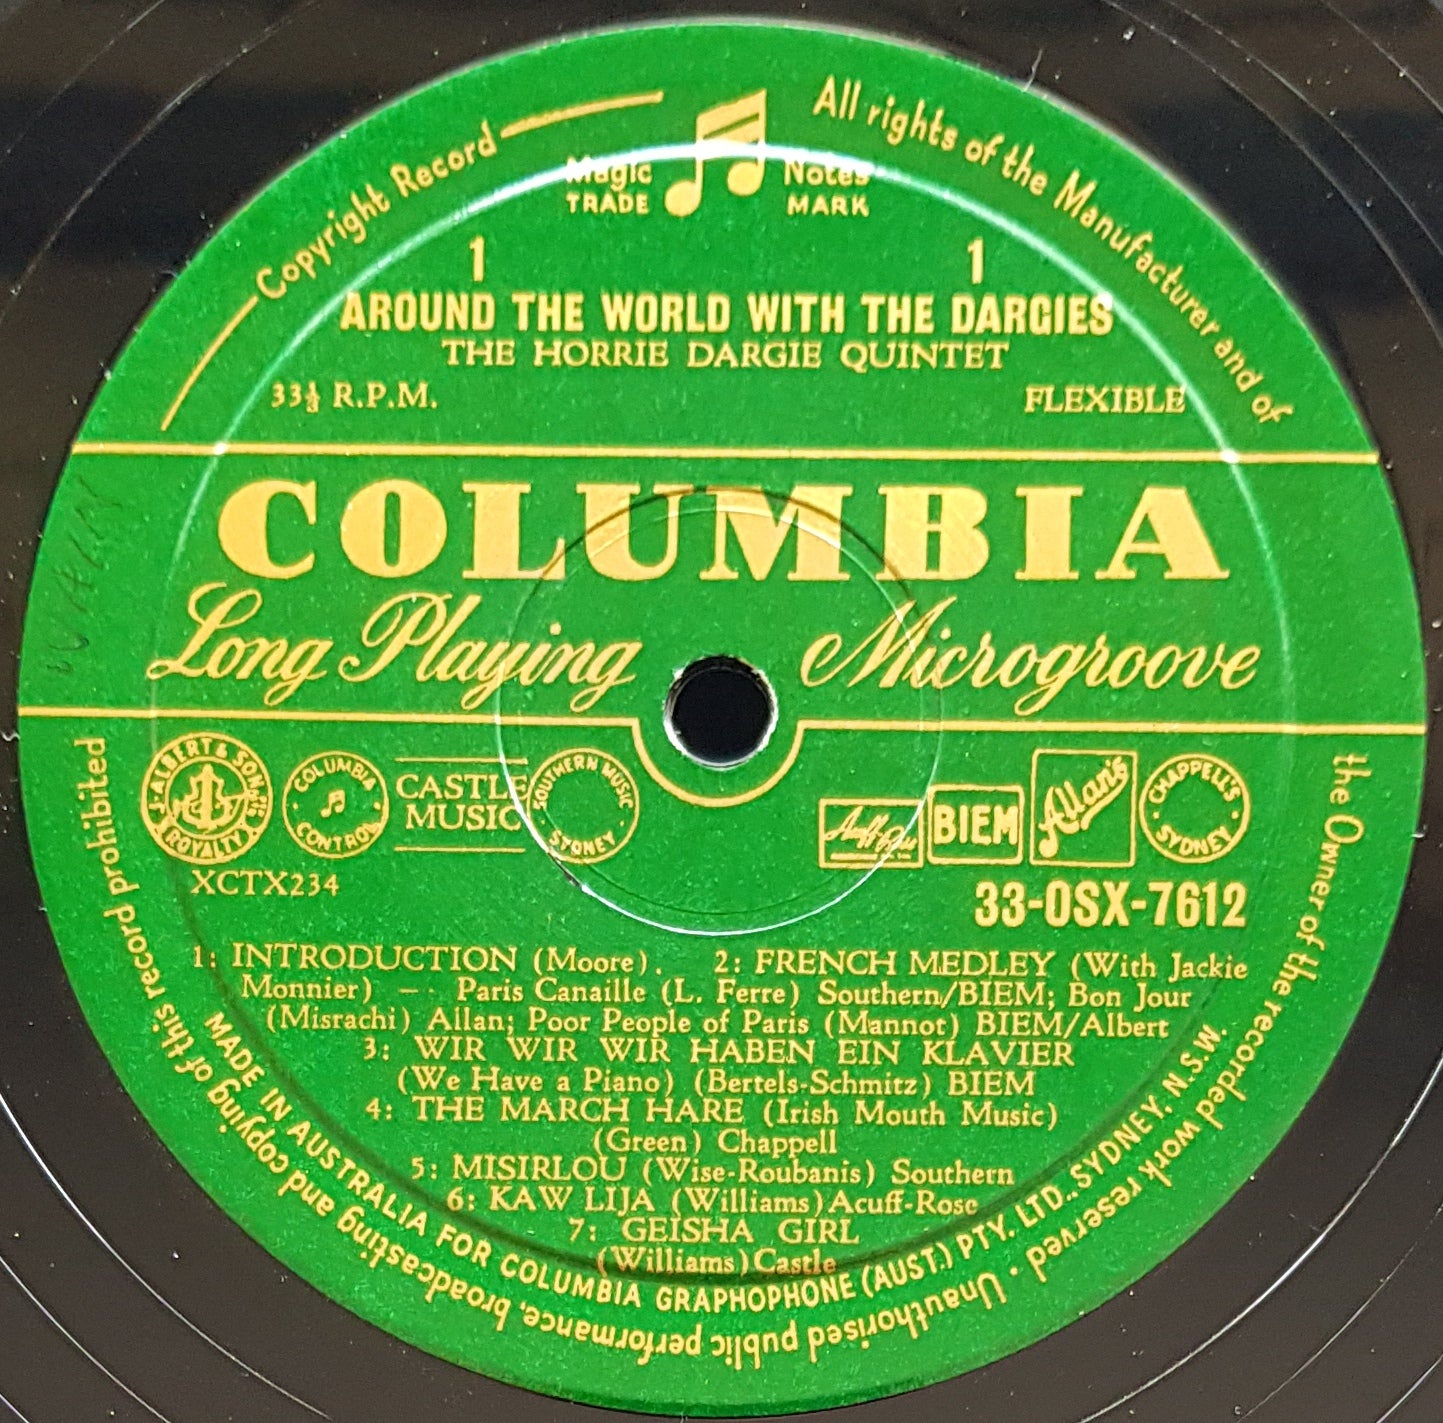 Copyright Record
All rights of the Manufacturer and of
the Owner of the recorded work reserved · Unauthorised public performance, broadcasting and copying of this record prohibited
Magic Notes
TRADE MARK
1 1
AROUND THE WORLD WITH THE DARGIES
THE HORRIE DARGIE QUINTET
33⅓ R.P.M. FLEXIBLE
COLUMBIA
Long Playing Microgroove
J. ALBERT & SON
ROYALTY
COLUMBIA
CONTROL
CASTLE
MUSIC
SOUTHERN MUSIC
SYDNEY
Acuff-Rose
BIEM
Allan's
CHAPPELL'S
SYDNEY
XCTX234
33-OSX-7612
1: INTRODUCTION (Moore). 2: FRENCH MEDLEY (With Jackie
Monnier) – Paris Canaille (L. Ferre) Southern/BIEM; Bon Jour
(Misrachi) Allan; Poor People of Paris (Mannot) BIEM/Albert
3: WIR WIR WIR HABEN EIN KLAVIER
(We Have a Piano) (Bertels-Schmitz) BIEM
4: THE MARCH HARE (Irish Mouth Music)
(Green) Chappell
5: MISIRLOU (Wise-Roubanis) Southern
6: KAW LIJA (Williams) Acuff-Rose
7: GEISHA GIRL
(Williams) Castle
MADE IN AUSTRALIA FOR COLUMBIA GRAPHOPHONE (AUST.) PTY. LTD., SYDNEY, N.S.W.